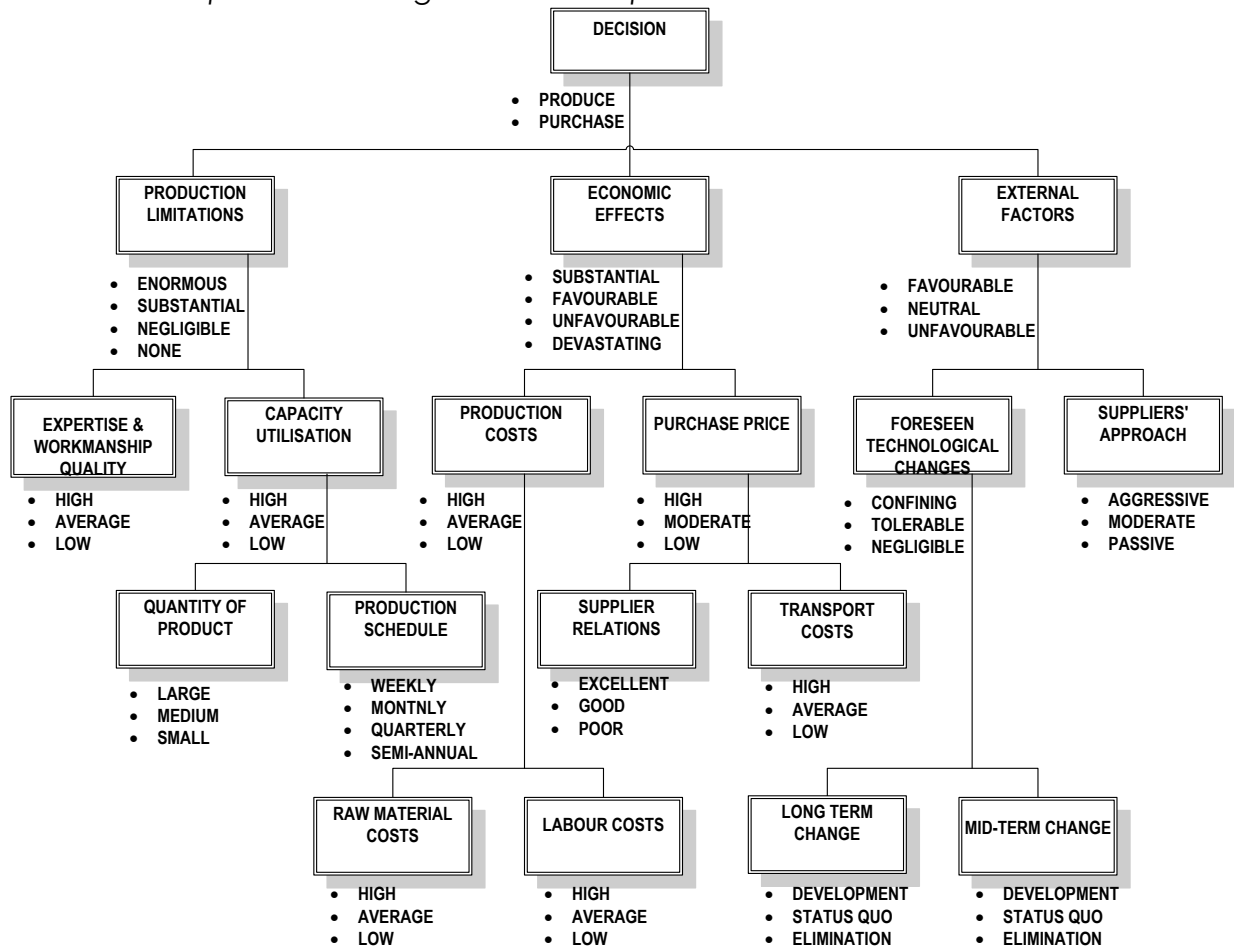 DECISION
• PRODUCE
• PURCHASE
PRODUCTION
LIMITATIONS
ECONOMIC
EFFECTS
EXTERNAL
FACTORS
• ENORMOUS
• SUBSTANTIAL
• NEGLIGIBLE
• NONE
• SUBSTANTIAL
• FAVOURABLE
• UNFAVOURABLE
• DEVASTATING
• FAVOURABLE
• NEUTRAL
• UNFAVOURABLE
EXPERTISE &
WORKMANSHIP
QUALITY
CAPACITY
UTILISATION
PRODUCTION
COSTS
PURCHASE PRICE
FORESEEN
TECHNOLOGICAL
CHANGES
SUPPLIERS'
APPROACH
• HIGH
• AVERAGE
• LOW
• HIGH
• AVERAGE
• LOW
• HIGH
• AVERAGE
• LOW
• HIGH
• MODERATE
• LOW
• CONFINING
• TOLERABLE
• NEGLIGIBLE
• AGGRESSIVE
• MODERATE
• PASSIVE
QUANTITY OF
PRODUCT
PRODUCTION
SCHEDULE
SUPPLIER
RELATIONS
TRANSPORT
COSTS
• LARGE
• MEDIUM
• SMALL
• WEEKLY
• MONTNLY
• QUARTERLY
• SEMI-ANNUAL
• EXCELLENT
• GOOD
• POOR
• HIGH
• AVERAGE
• LOW
RAW MATERIAL
COSTS
LABOUR COSTS
LONG TERM
CHANGE
MID-TERM CHANGE
• HIGH
• AVERAGE
• LOW
• HIGH
• AVERAGE
• LOW
• DEVELOPMENT
• STATUS QUO
• ELIMINATION
• DEVELOPMENT
• STATUS QUO
• ELIMINATION